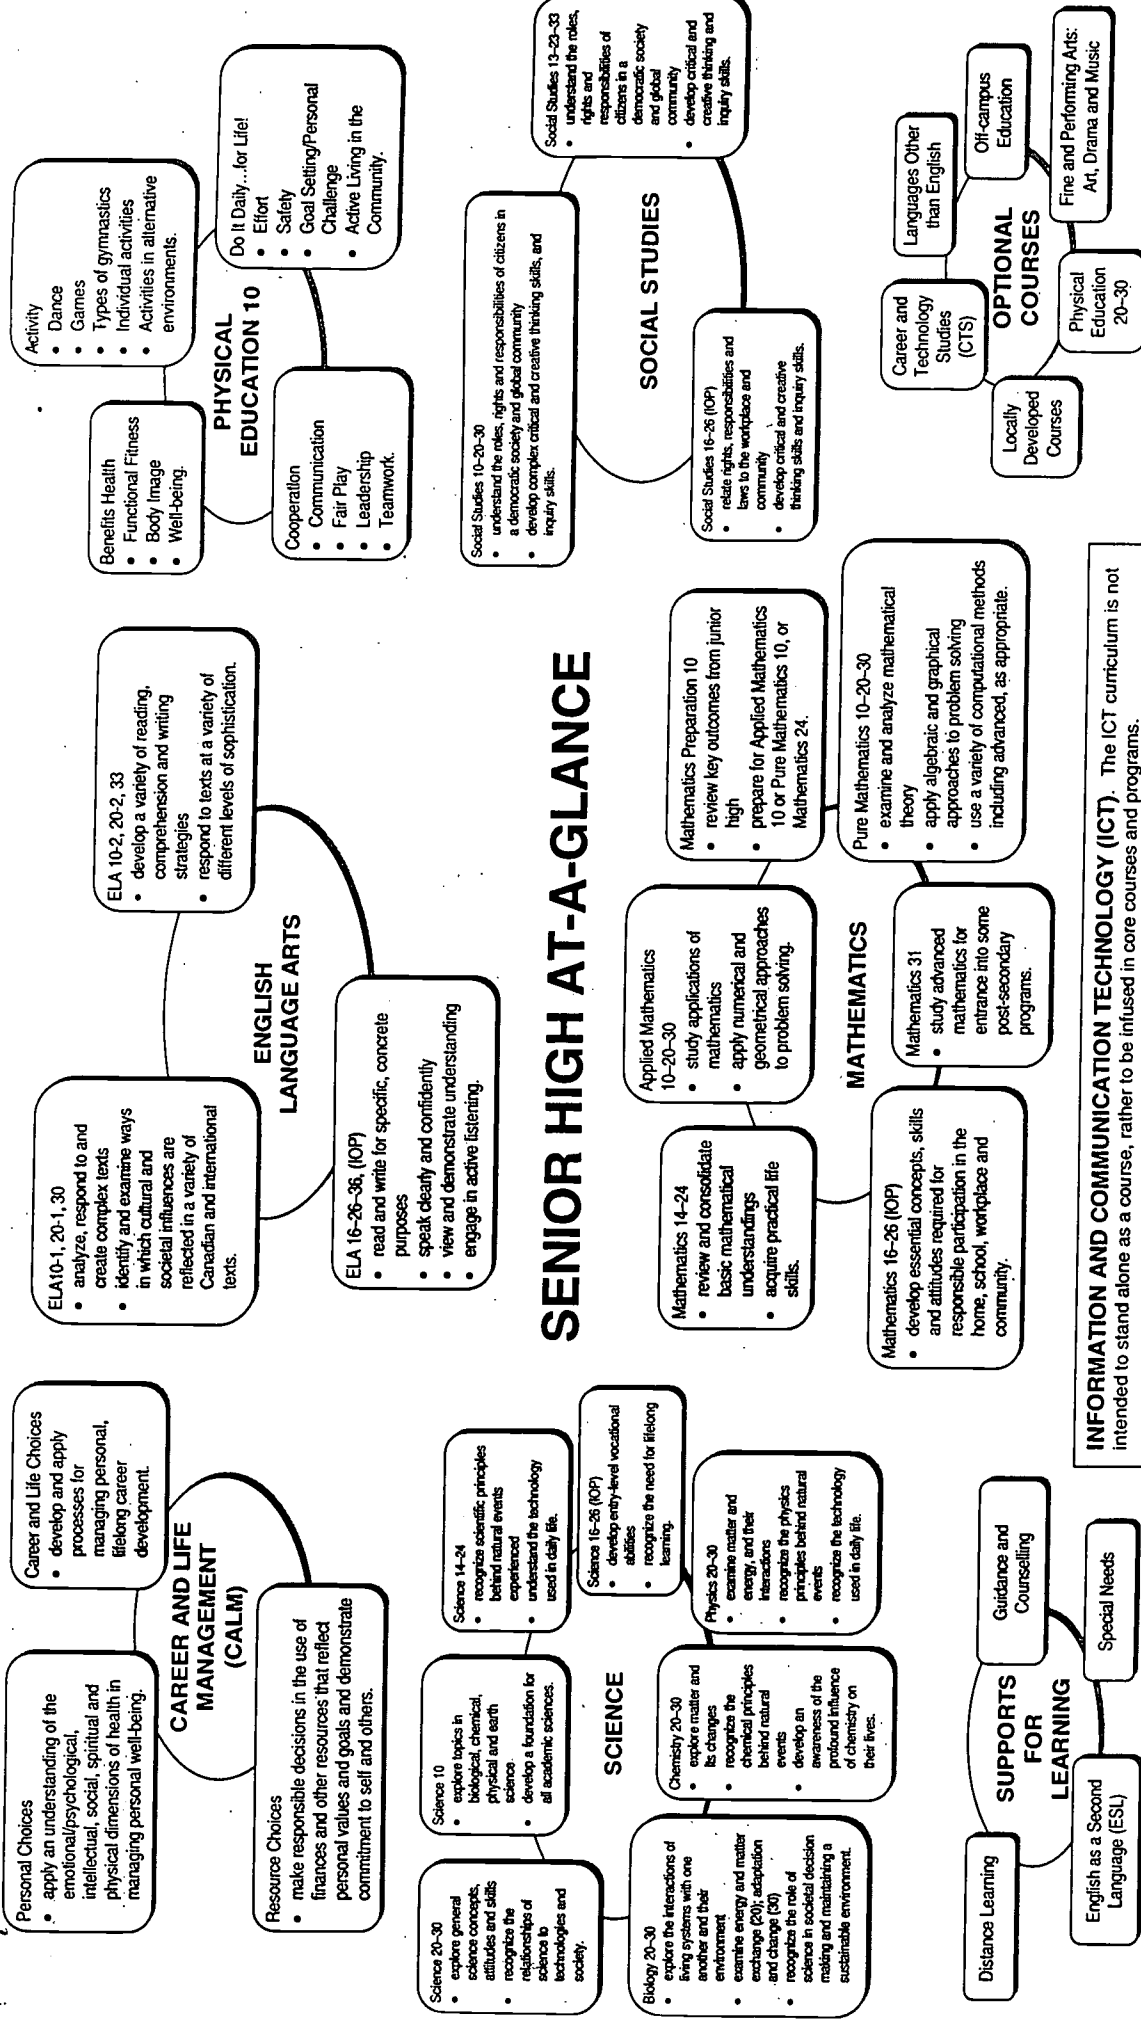 Personal Choices
• apply an understanding of the
emotional/psychological,
intellectual, social, spiritual and
physical dimensions of health in
managing personal well-being.
Career and Life Choices
• develop and apply
processes for
managing personal,
lifelong career
development.
CAREER AND LIFE
MANAGEMENT
(CALM)
Resource Choices
• make responsible decisions in the use of
finances and other resources that reflect
personal values and goals and demonstrate
commitment to self and others.
ELA10-1, 20-1, 30
• analyze, respond to and
create complex texts
• identify and examine ways
in which cultural and
societal influences are
reflected in a variety of
Canadian and international
texts.
ELA 10-2, 20-2, 33
• develop a variety of reading,
comprehension and writing
strategies
• respond to texts at a variety of
different levels of sophistication.
ENGLISH
LANGUAGE ARTS
ELA 16–26–36, (IOP)
• read and write for specific, concrete
purposes
• speak clearly and confidently
• view and demonstrate understanding
• engage in active listening.
Benefits Health
• Functional Fitness
• Body Image
• Well-being.
Activity
• Dance
• Games
• Types of gymnastics
• Individual activities
• Activities in alternative
environments.
PHYSICAL
EDUCATION 10
Cooperation
• Communication
• Fair Play
• Leadership
• Teamwork.
Do It Daily...for Life!
• Effort
• Safety
• Goal Setting/Personal
Challenge
• Active Living in the
Community.
SENIOR HIGH AT-A-GLANCE
Science 20–30
• explore general
science concepts,
attitudes and skills
• recognize the
relationships of
science to
technologies and
society.
Science 10
• explore topics in
biological, chemical,
physical and earth
science
• develop a foundation for
all academic sciences.
Science 14–24
• recognize scientific principles
behind natural events
experienced
• understand the technology
used in daily life.
Science 16–26 (IOP)
• develop entry-level vocational
abilities
• recognize the need for lifelong
learning.
SCIENCE
Biology 20–30
• explore the interactions of
living systems with one
another and their
environment
• examine energy and matter
exchange (20); adaptation
and change (30)
• recognize the role of
science in societal decision
making and maintaining a
sustainable environment.
Chemistry 20–30
• explore matter and
its changes
• recognize the
chemical principles
behind natural
events
• develop an
awareness of the
profound influence
of chemistry on
their lives.
Physics 20–30
• examine matter and
energy, and their
interactions
• recognize the physics
principles behind natural
events
• recognize the technology
used in daily life.
Mathematics 14–24
• review and consolidate
basic mathematical
understandings
• acquire practical life
skills.
Applied Mathematics
10–20–30
• study applications of
mathematics
• apply numerical and
geometrical approaches
to problem solving.
Mathematics Preparation 10
• review key outcomes from junior
high
• prepare for Applied Mathematics
10 or Pure Mathematics 10, or
Mathematics 24.
MATHEMATICS
Mathematics 16–26 (IOP)
• develop essential concepts, skills
and attitudes required for
responsible participation in the
home, school, workplace and
community.
Mathematics 31
• study advanced
mathematics for
entrance into some
post-secondary
programs.
Pure Mathematics 10–20–30
• examine and analyze mathematical
theory
• apply algebraic and graphical
approaches to problem solving
• use a variety of computational methods
including advanced, as appropriate.
Social Studies 10–20–30
• understand the roles, rights and responsibilities of citizens in
a democratic society and global community
• develop complex critical and creative thinking skills, and
inquiry skills.
Social Studies 13–23–33
• understand the roles,
rights and
responsibilities of
citizens in a
democratic society
and global
community
• develop critical and
creative thinking and
inquiry skills.
SOCIAL STUDIES
Social Studies 16–26 (IOP)
• relate rights, responsibilities and
laws to the workplace and
community
• develop critical and creative
thinking skills and inquiry skills.
Distance Learning
Guidance and
Counselling
SUPPORTS
FOR
LEARNING
English as a Second
Language (ESL)
Special Needs
INFORMATION AND COMMUNICATION TECHNOLOGY (ICT). The ICT curriculum is not
intended to stand alone as a course, rather to be infused in core courses and programs.
Career and
Technology
Studies
(CTS)
Languages Other
than English
Locally
Developed
Courses
OPTIONAL
COURSES
Off-campus
Education
Physical
Education
20–30
Fine and Performing Arts:
Art, Drama and Music